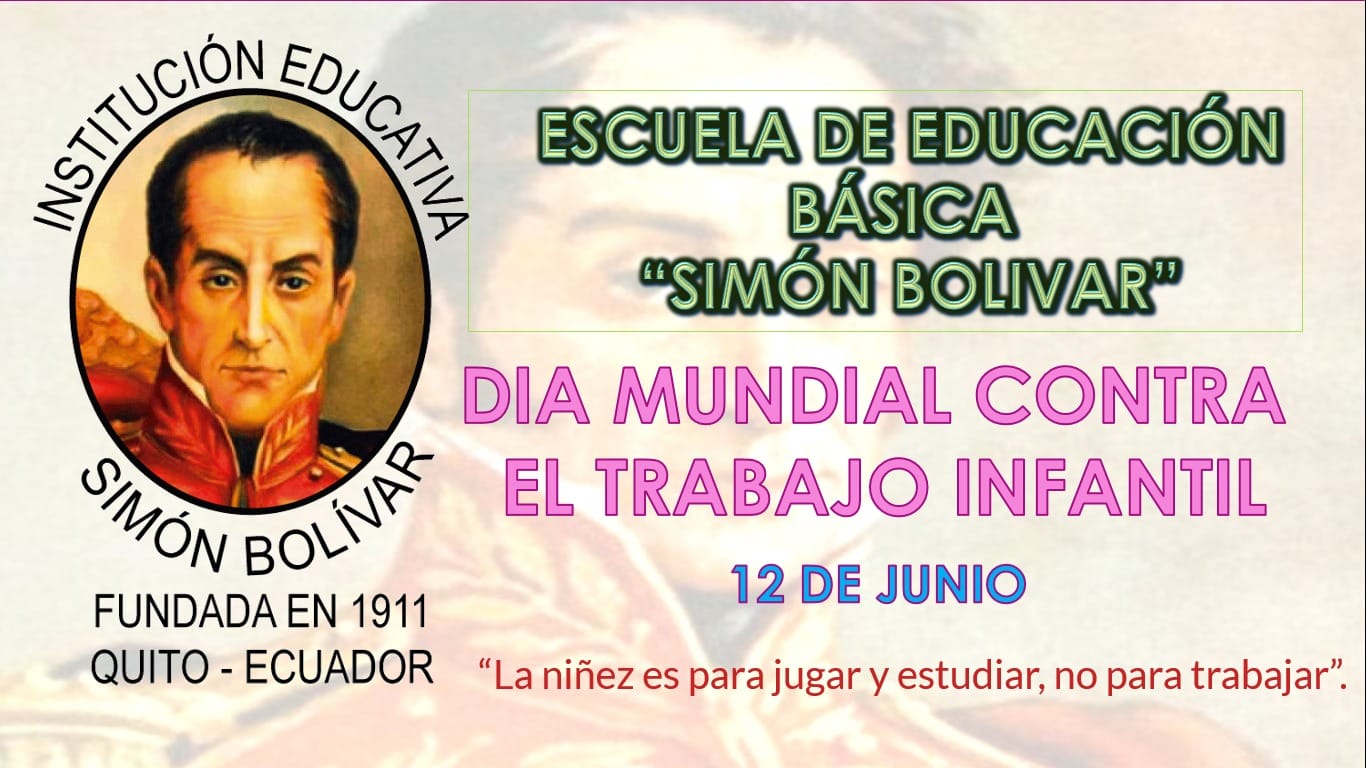 INSTITUCIÓN EDUCATIVA
SIMÓN BOLÍVAR
FUNDADA EN 1911
QUITO - ECUADOR
ESCUELA DE EDUCACIÓN
BÁSICA
“SIMÓN BOLIVAR”
DIA MUNDIAL CONTRA
EL TRABAJO INFANTIL
12 DE JUNIO
“La niñez es para jugar y estudiar, no para trabajar”.